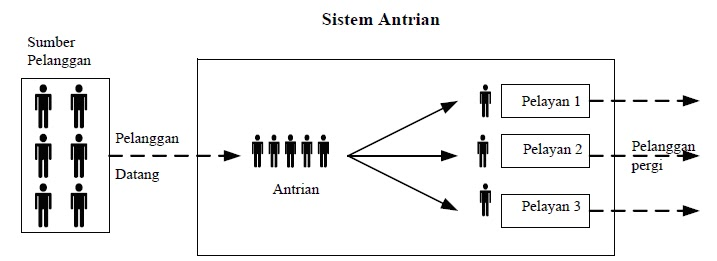 Sistem Antrian
Sumber
Pelanggan
Pelanggan
Datang
Antrian
Pelayan 1
Pelayan 2
Pelayan 3
Pelanggan
pergi